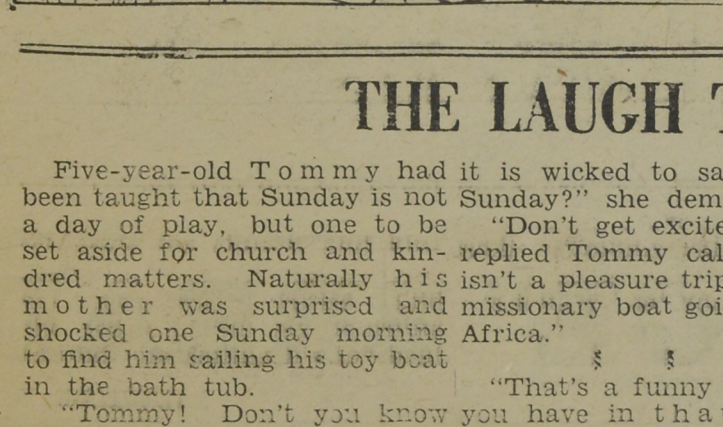 THE LAUGH
Five-year-old Tommy had
been taught that Sunday is not
a day of play, but one to be
set aside for church and kin-
dred matters. Naturally his
mother was surprised and
shocked one Sunday morning
to find him sailing his toy boat
in the bath tub.
"Tommy! Don't you know
it is wicked to sa
Sunday?" she dem
"Don't get excite
replied Tommy cal
isn't a pleasure trip
missionary boat goi
Africa."
"That's a funny
you have in tha